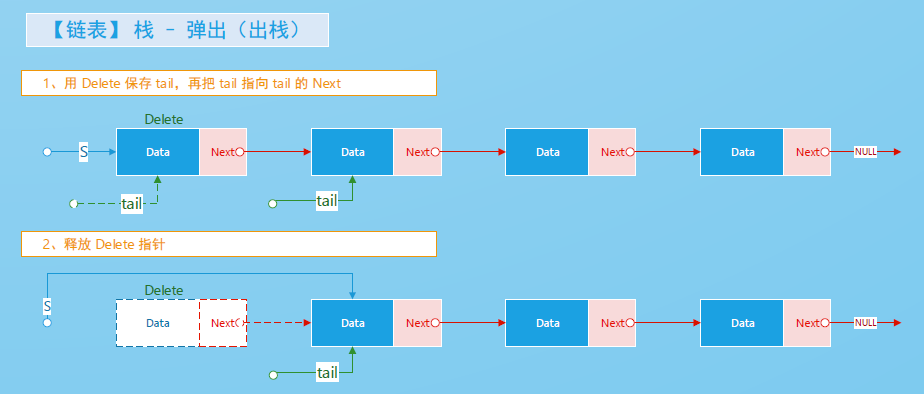 【链表】 栈 - 弹出（出栈）
1、用 Delete 保存 tail，再把 tail 指向 tail 的 Next
Delete
S
Data
Next
Data
Next
Data
Next
Data
Next
NULL
tail
tail
2、释放 Delete 指针
S
Delete
Data
Next
Data
Next
Data
Next
Data
Next
NULL
tail